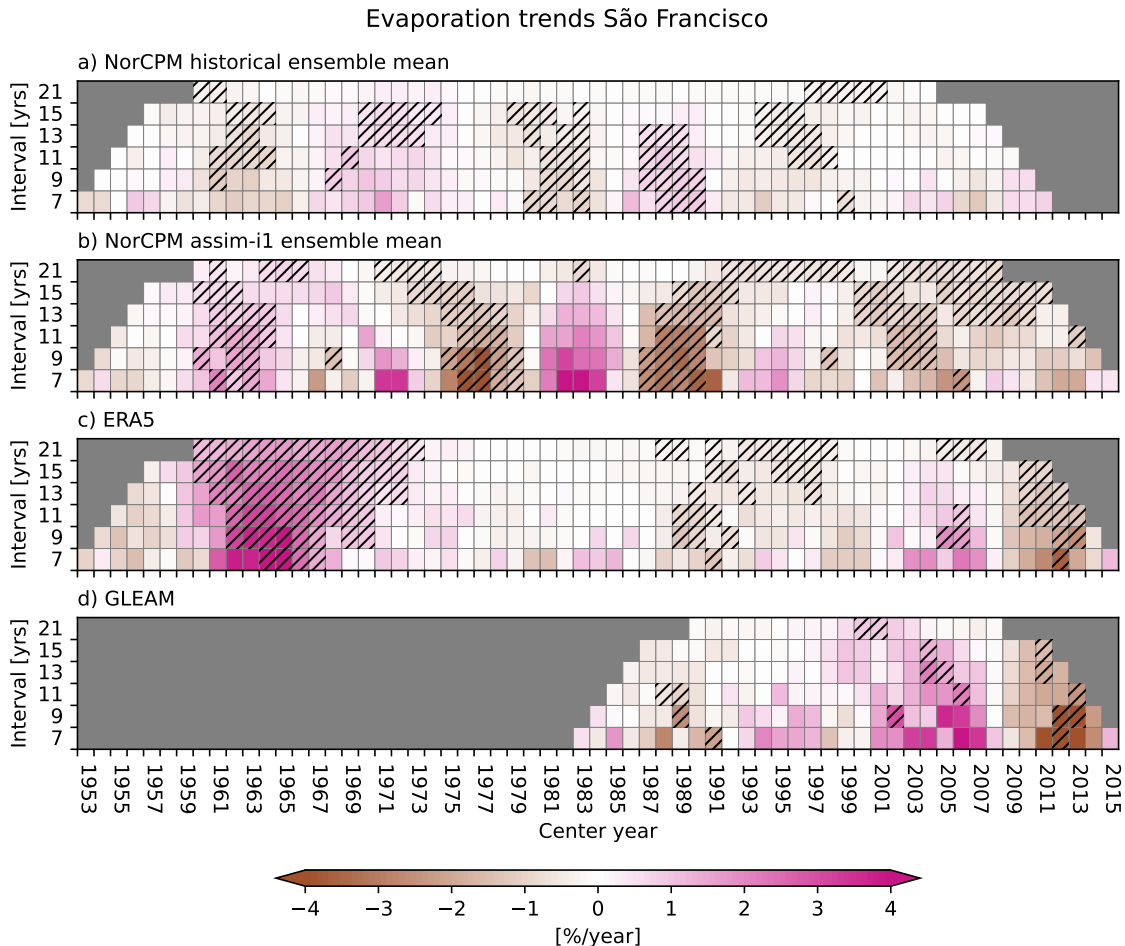 Evaporation trends São Francisco
a) NorCPM historical ensemble mean
Interval [yrs]
21
15
13
11
9
7
b) NorCPM assim-i1 ensemble mean
Interval [yrs]
21
15
13
11
9
7
c) ERA5
Interval [yrs]
21
15
13
11
9
7
d) GLEAM
Interval [yrs]
21
15
13
11
9
7
1953 1955 1957 1959 1961 1963 1965 1967 1969 1971 1973 1975 1977 1979 1981 1983 1985 1987 1989 1991 1993 1995 1997 1999 2001 2003 2005 2007 2009 2011 2013 2015
Center year
−4 −3 −2 −1 0 1 2 3 4
[%/year]